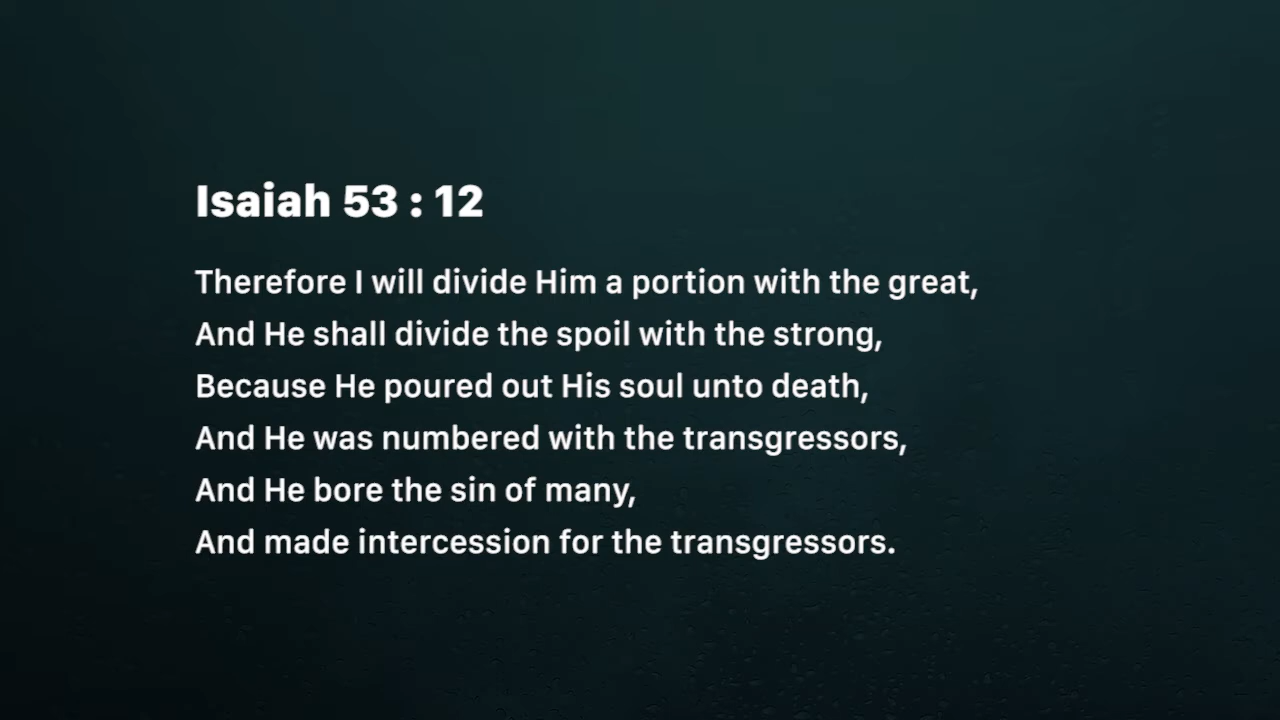 Isaiah 53 : 12
Therefore I will divide Him a portion with the great,
And He shall divide the spoil with the strong,
Because He poured out His soul unto death,
And He was numbered with the transgressors,
And He bore the sin of many,
And made intercession for the transgressors.